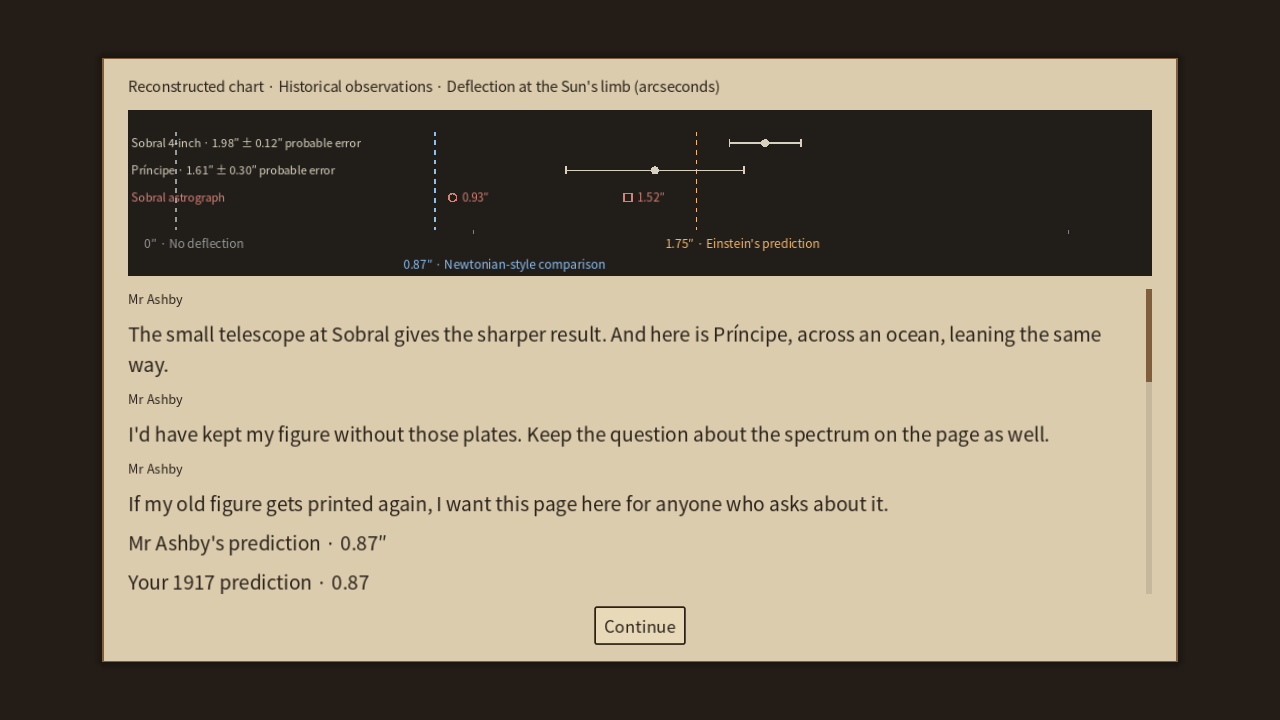 Reconstructed chart · Historical observations · Deflection at the Sun's limb (arcseconds)
Sobral 4-inch · 1.98″ ± 0.12″ probable error
Príncipe · 1.61″ ± 0.30″ probable error
Sobral astrograph
0.93″
1.52″
0″ · No deflection
1.75″ · Einstein's prediction
0.87″ · Newtonian-style comparison
Mr Ashby
The small telescope at Sobral gives the sharper result. And here is Príncipe, across an ocean, leaning the same
way.
Mr Ashby
I'd have kept my figure without those plates. Keep the question about the spectrum on the page as well.
Mr Ashby
If my old figure gets printed again, I want this page here for anyone who asks about it.
Mr Ashby's prediction · 0.87″
Your 1917 prediction · 0.87
Continue